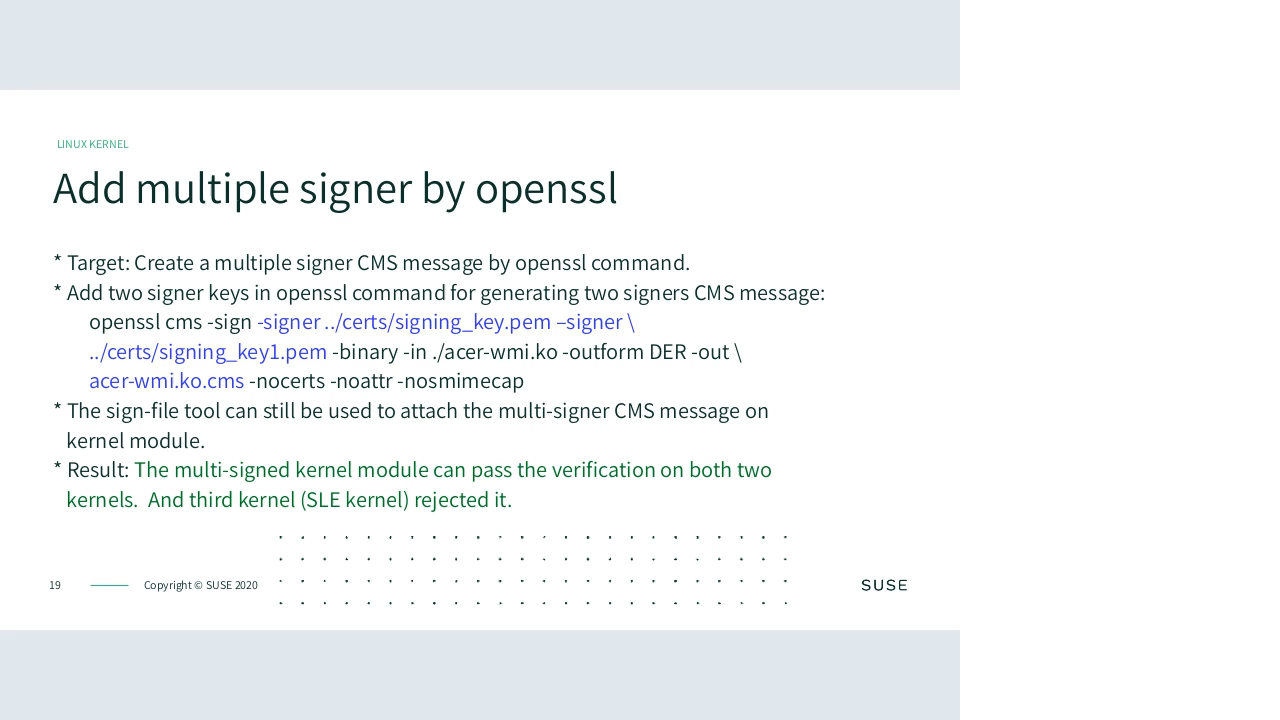 LINUX KERNEL
Add multiple signer by openssl
* Target: Create a multiple signer CMS message by openssl command.
* Add two signer keys in openssl command for generating two signers CMS message:
openssl cms -sign -signer ../certs/signing_key.pem –signer \
../certs/signing_key1.pem -binary -in ./acer-wmi.ko -outform DER -out \
acer-wmi.ko.cms -nocerts -noattr -nosmimecap
* The sign-file tool can still be used to attach the multi-signer CMS message on
kernel module.
* Result: The multi-signed kernel module can pass the verification on both two
kernels.  And third kernel (SLE kernel) rejected it.
19
Copyright © SUSE 2020
SUSE